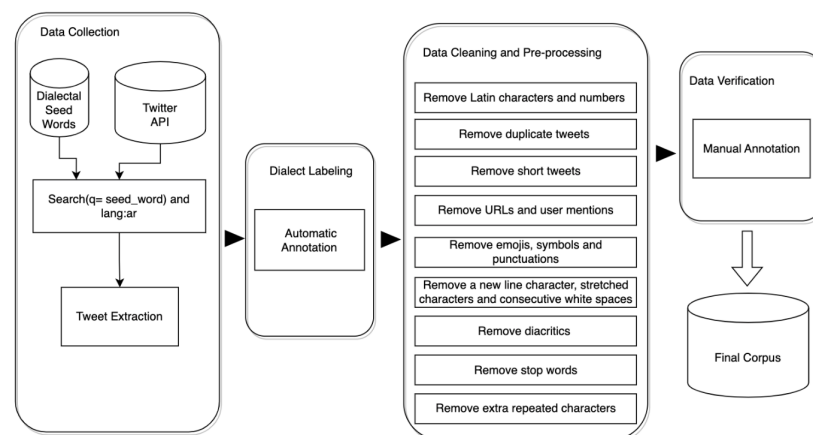 Data Collection
Dialectal
Seed
Words
Twitter
API
Search(q= seed_word) and
lang:ar
Tweet Extraction
Dialect Labeling
Automatic
Annotation
Data Cleaning and Pre-processing
Remove Latin characters and numbers
Remove duplicate tweets
Remove short tweets
Remove URLs and user mentions
Remove emojis, symbols and
punctuations
Remove a new line character, stretched
characters and consecutive white spaces
Remove diacritics
Remove stop words
Remove extra repeated characters
Data Verification
Manual Annotation
Final Corpus